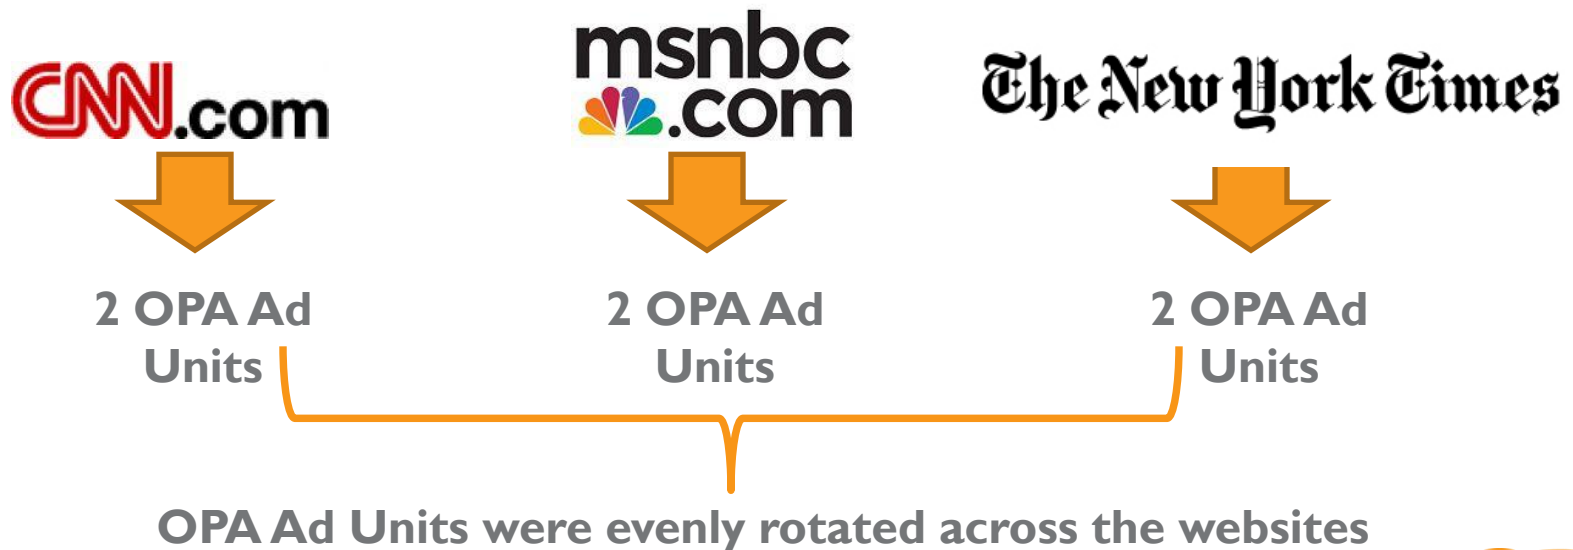 CNN.com
msnbc
.com
The New York Times
2 OPA Ad
Units
2 OPA Ad
Units
2 OPA Ad
Units
OPA Ad Units were evenly rotated across the websites